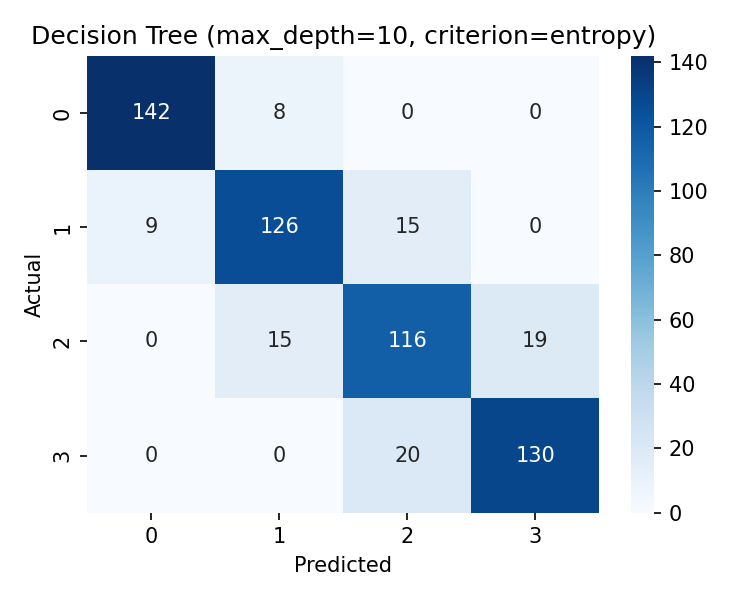 Decision Tree (max_depth=10, criterion=entropy)
0 142 8 0 0
1 9 126 15 0
2 0 15 116 19
3 0 0 20 130
0 1 2 3
Predicted
Actual
140
120
100
80
60
40
20
0